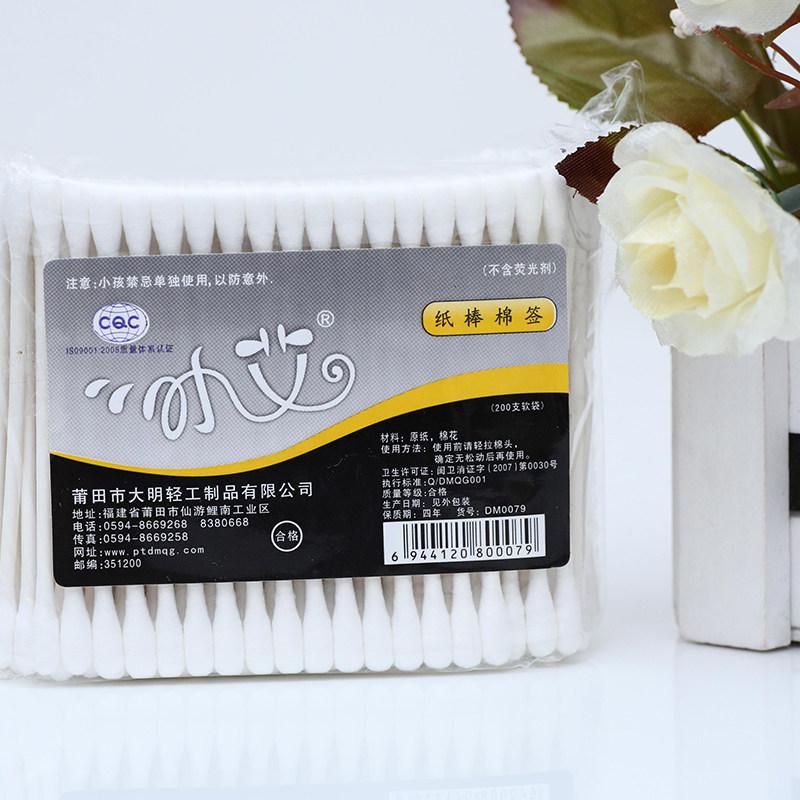 注意:小孩禁忌单独使用,以防意外.
(不含荧光剂)
CQC
ISO9001:2008质量体系认证
®
纸棒棉签
(200支软袋)
材料: 原纸, 棉花
使用方法: 使用前请轻拉棉头,
确定无松动后再使用。
卫生许可证: 闽卫消证字(2007)第0030号
执行标准: Q/DMQG001
质量等级: 合格
生产日期: 见外包装
保质期: 四年 货号: DM0079
莆田市大明轻工制品有限公司
地址:福建省莆田市仙游鲤南工业区
电话:0594-8669268 8380668
传真:0594-8669258
网址:www.ptdmqg.com
邮编:351200
合格
6 944120 800079